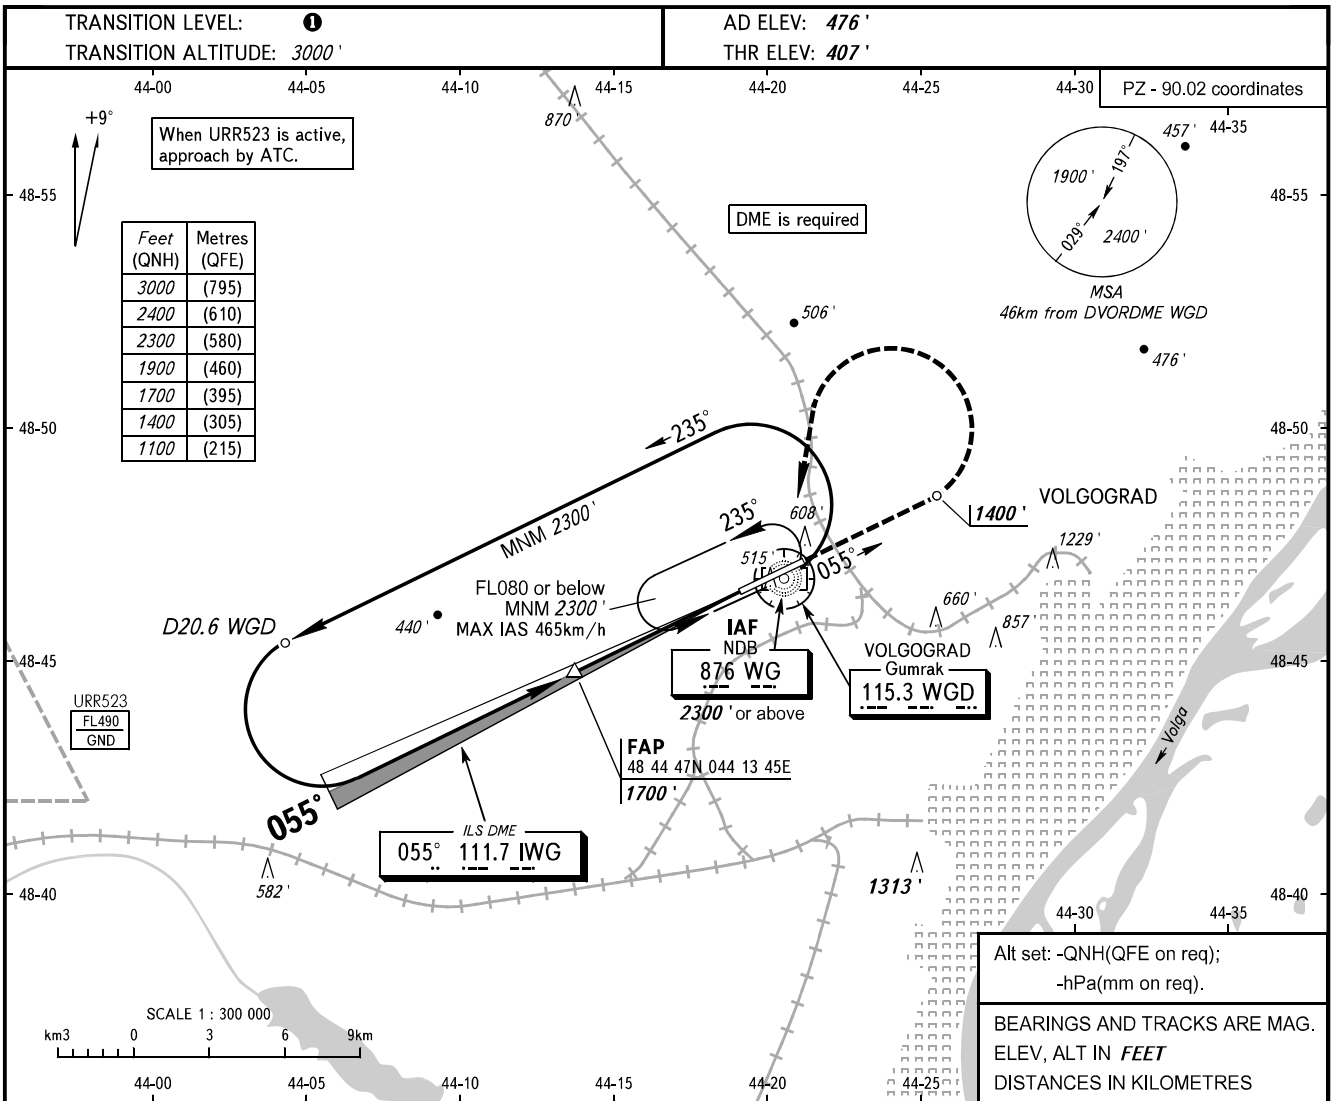 TRANSITION LEVEL: ❶
TRANSITION ALTITUDE: 3000 '
AD ELEV: 476 '
THR ELEV: 407 '
44-00 44-05 44-10 44-15 44-20 44-25 44-30
PZ - 90.02 coordinates
44-35
+9°
When URR523 is active,
approach by ATC.
870 '
457 '
1900 '
197°
029°
2400 '
MSA
46km from DVORDME WGD
48-55
48-55
DME is required
Feet Metres
(QNH) (QFE)
3000 (795)
2400 (610)
2300 (580)
1900 (460)
1700 (395)
1400 (305)
1100 (215)
506 '
476 '
48-50
48-50
235°
MNM 2300 '
235°
608 '
515 '
055°
1400 '
VOLGOGRAD
1229 '
FL080 or below
MNM 2300 '
MAX IAS 465km/h
440 '
D20.6 WGD
660 '
857 '
IAF
NDB
876 WG
2300 ' or above
VOLGOGRAD
Gumrak
115.3 WGD
48-45
48-45
URR523
FL490
GND
FAP
48 44 47N 044 13 45E
1700 '
Volga
055°
ILS DME
055° 111.7 IWG
582 '
1313 '
48-40
48-40
44-30 44-35
Alt set: -QNH(QFE on req);
-hPa(mm on req).
SCALE 1 : 300 000
km3 0 3 6 9km
BEARINGS AND TRACKS ARE MAG.
ELEV, ALT IN FEET
DISTANCES IN KILOMETRES
44-00 44-05 44-10 44-15 44-20 44-25